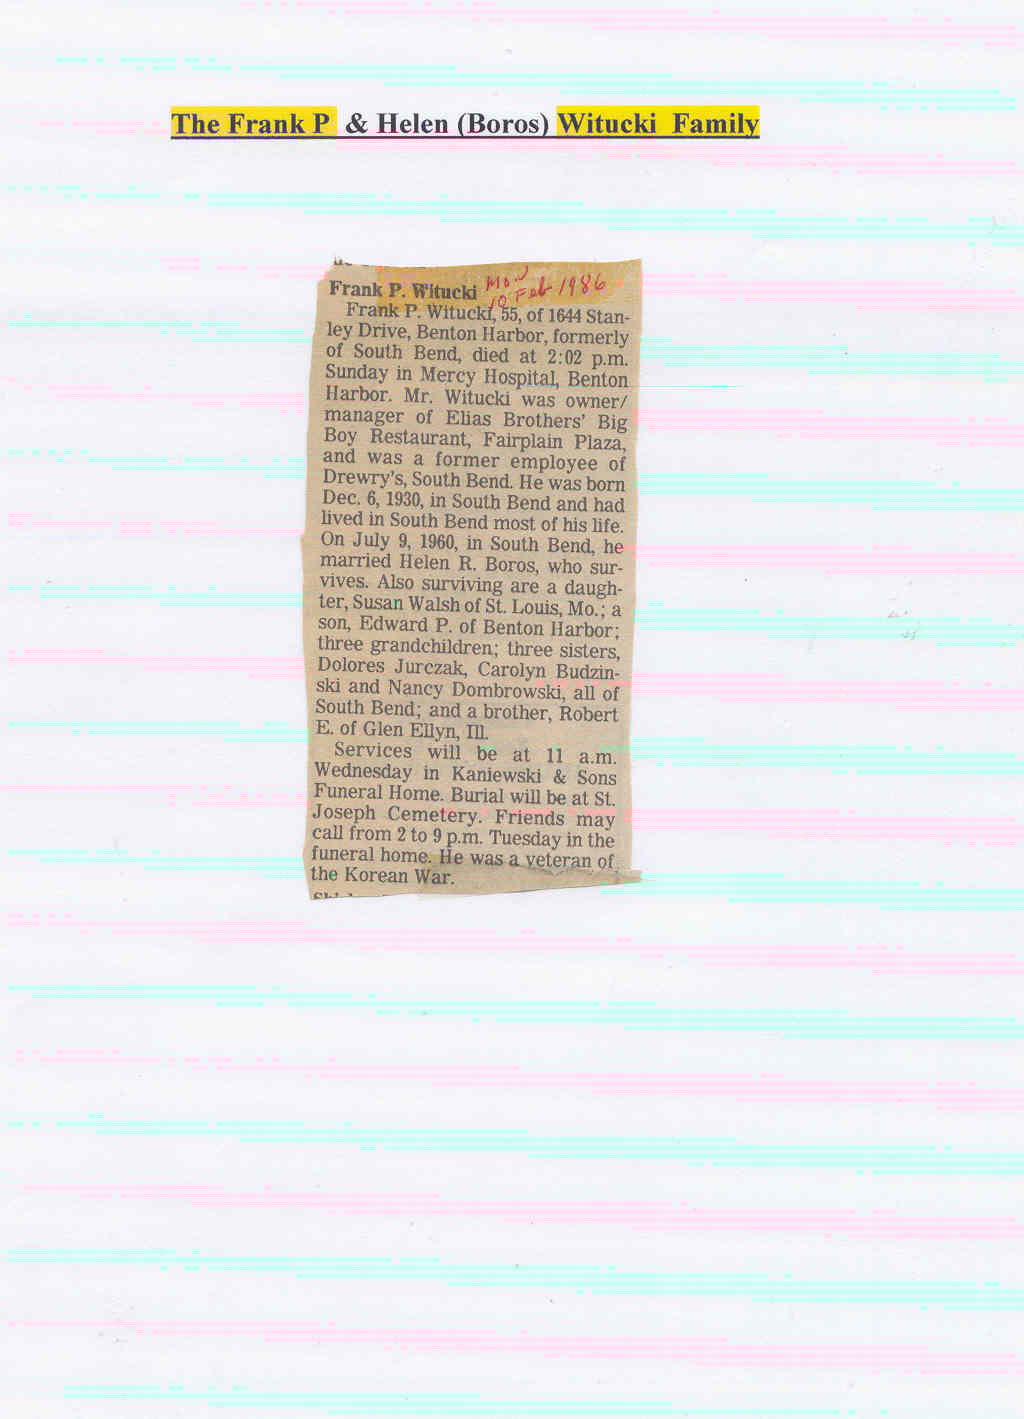 The Frank P & Helen (Boros) Witucki Family
Mon
10 Feb 1986
Frank P. Witucki
Frank P. Witucki, 55, of 1644 Stan-
ley Drive, Benton Harbor, formerly
of South Bend, died at 2:02 p.m.
Sunday in Mercy Hospital, Benton
Harbor. Mr. Witucki was owner/
manager of Elias Brothers' Big
Boy Restaurant, Fairplain Plaza,
and was a former employee of
Drewry's, South Bend. He was born
Dec. 6, 1930, in South Bend and had
lived in South Bend most of his life.
On July 9, 1960, in South Bend, he
married Helen R. Boros, who sur-
vives. Also surviving are a daugh-
ter, Susan Walsh of St. Louis, Mo.; a
son, Edward P. of Benton Harbor;
three grandchildren; three sisters,
Dolores Jurczak, Carolyn Budzin-
ski and Nancy Dombrowski, all of
South Bend; and a brother, Robert
E. of Glen Ellyn, Ill.
Services will be at 11 a.m.
Wednesday in Kaniewski & Sons
Funeral Home. Burial will be at St.
Joseph Cemetery. Friends may
call from 2 to 9 p.m. Tuesday in the
funeral home. He was a veteran of
the Korean War.